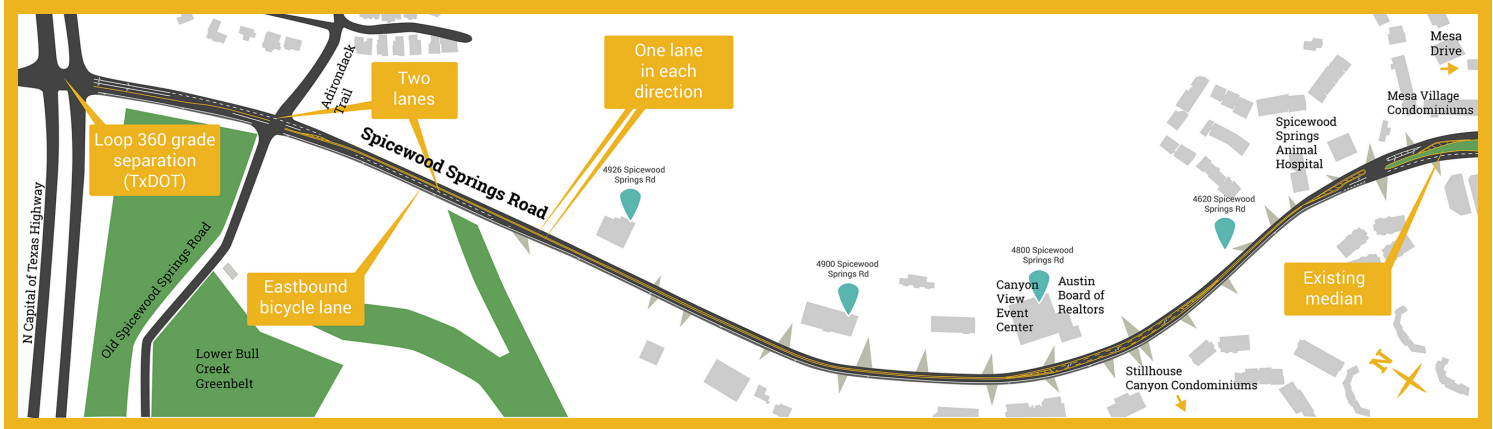 Loop 360 grade
separation
(TxDOT)
N Capital of Texas Highway
Adirondack
Trail
Two
lanes
One lane
in each
direction
Spicewood Springs Road
Old Spicewood Springs Road
Lower Bull
Creek
Greenbelt
Eastbound
bicycle lane
4926 Spicewood
Springs Rd
4900 Spicewood
Springs Rd
4800 Spicewood
Springs Rd
Canyon
View
Event
Center
Austin
Board of
Realtors
Stillhouse
Canyon Condominiums
4620 Spicewood
Springs Rd
Spicewood
Springs
Animal
Hospital
Mesa
Drive
Mesa Village
Condominiums
Existing
median
N